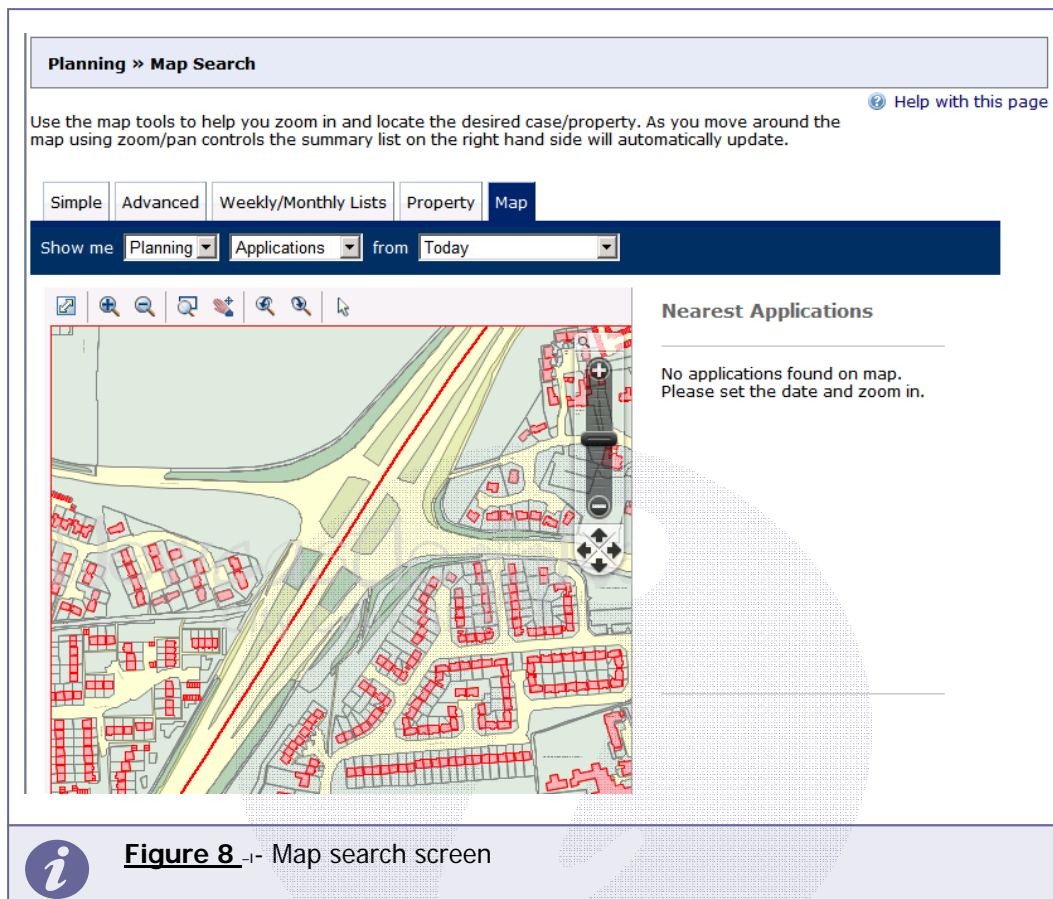 Planning » Map Search
Help with this page
Use the map tools to help you zoom in and locate the desired case/property. As you move around the
map using zoom/pan controls the summary list on the right hand side will automatically update.
Simple Advanced Weekly/Monthly Lists Property Map
Show me Planning Applications from Today
Nearest Applications
No applications found on map.
Please set the date and zoom in.
Figure 8 - Map search screen